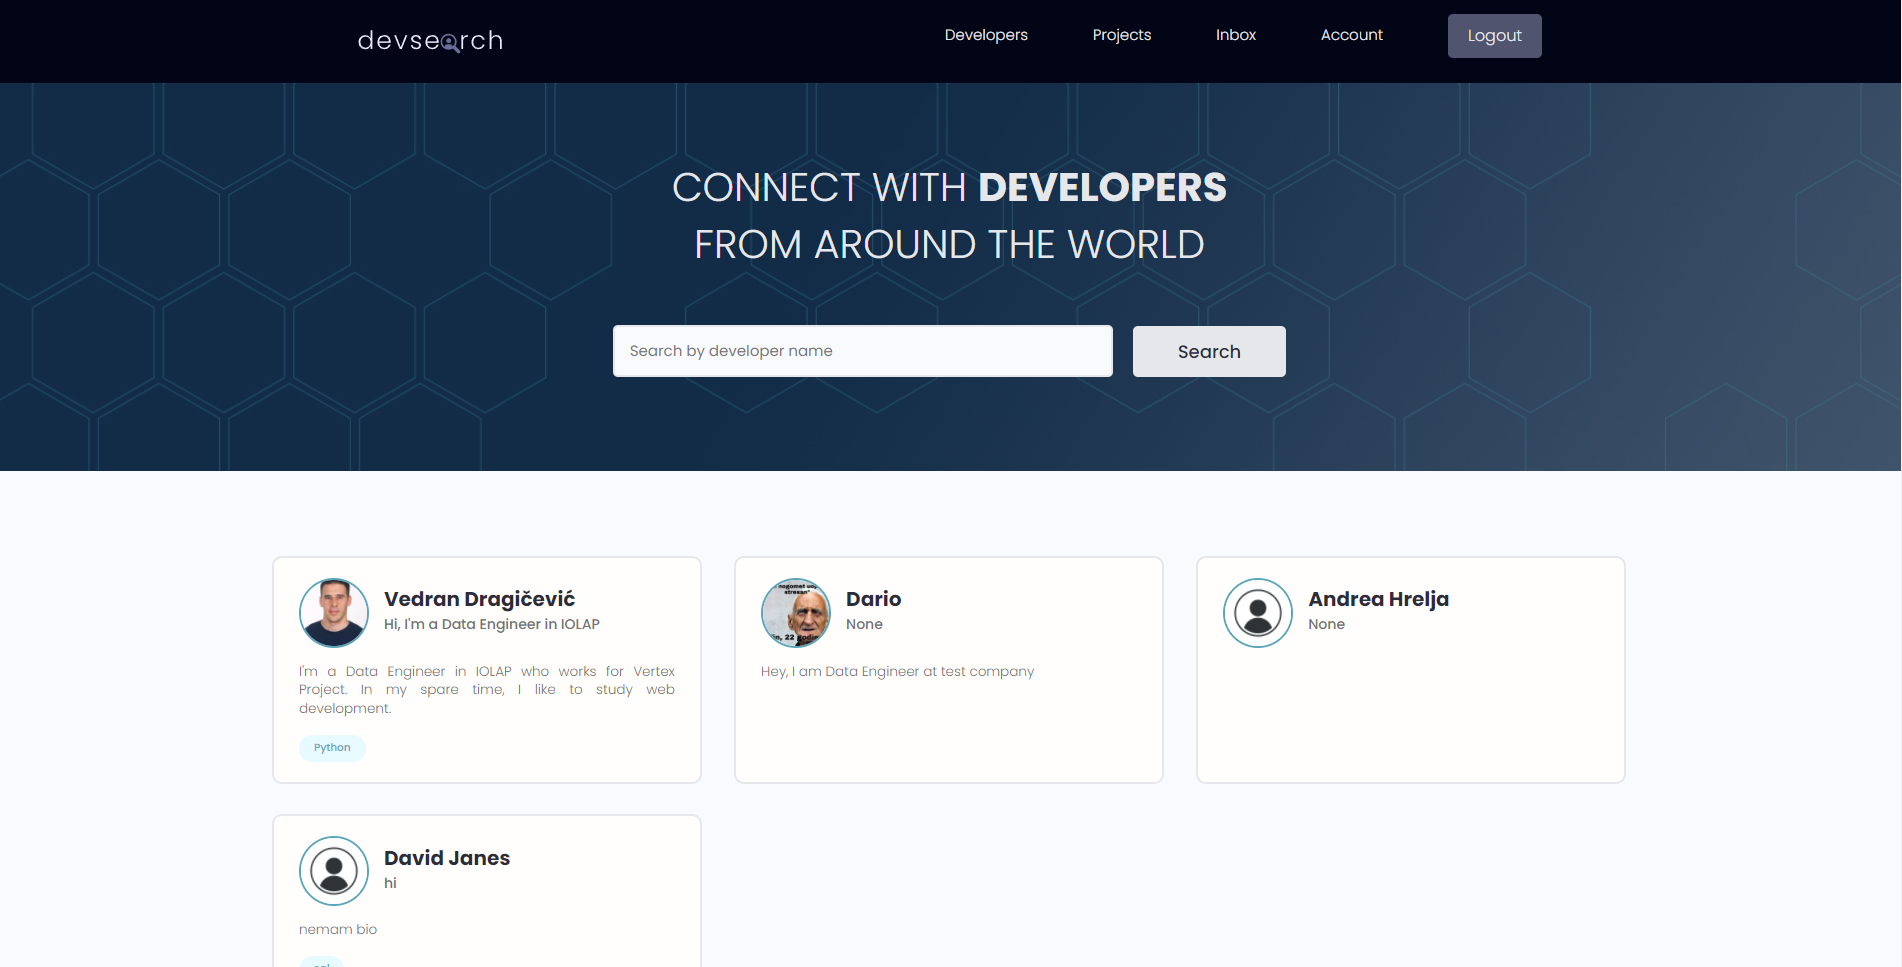 devsearch
Developers
Projects
Inbox
Account
Logout
CONNECT WITH DEVELOPERS
FROM AROUND THE WORLD
Search by developer name
Search
Vedran Dragičević
Hi, I'm a Data Engineer in IOLAP
I'm a Data Engineer in IOLAP who works for Vertex
Project. In my spare time, I like to study web
development.
Python
Dario
None
Hey, I am Data Engineer at test company
Andrea Hrelja
None
David Janes
hi
nemam bio